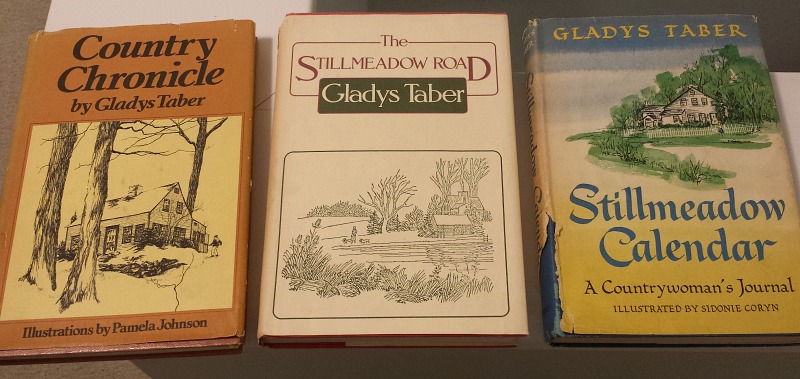 Country
Chronicle
by Gladys Taber
Illustrations by Pamela Johnson
The
STILLMEADOW ROAD
Gladys Taber
GLADYS TABER
Stillmeadow
Calendar
A Countrywoman's Journal
ILLUSTRATED BY SIDONIE CORYN